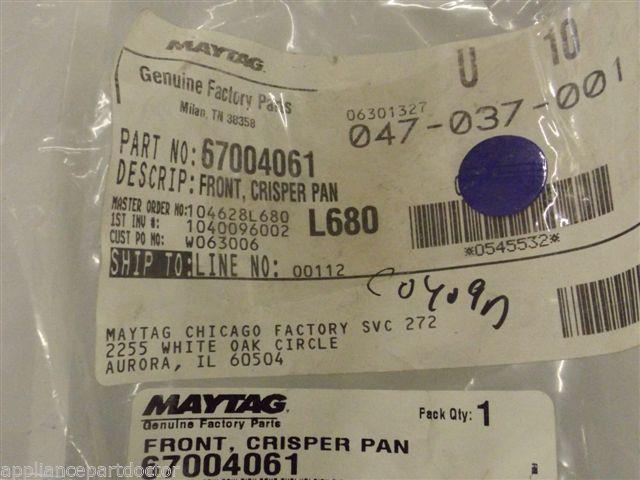 MAYTAG
Genuine Factory Parts
Milan, TN 38358
U 10
06301327
047-037-001
PART NO: 67004061
DESCRIP: FRONT, CRISPER PAN
MASTER ORDER NO: 104628L680 L680
1ST INV #: 1040096002
CUST PO NO: W063006
*0545532*
SHIP TO: LINE NO: 00112
MAYTAG CHICAGO FACTORY SVC 272
2255 WHITE OAK CIRCLE
AURORA, IL 60504
MAYTAG
Genuine Factory Parts
Pack Qty: 1
FRONT, CRISPER PAN
67004061
appliancepartdoctor